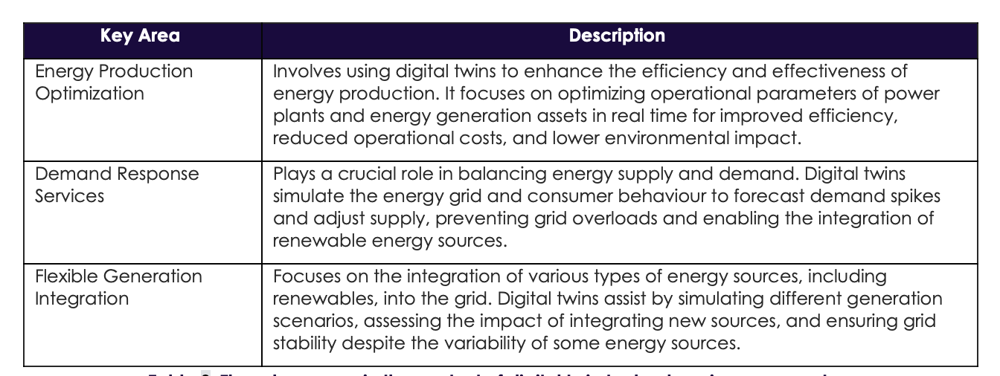 Key Area Description
Energy Production
Optimization
Involves using digital twins to enhance the efficiency and effectiveness of
energy production. It focuses on optimizing operational parameters of power
plants and energy generation assets in real time for improved efficiency,
reduced operational costs, and lower environmental impact.
Demand Response
Services
Plays a crucial role in balancing energy supply and demand. Digital twins
simulate the energy grid and consumer behaviour to forecast demand spikes
and adjust supply, preventing grid overloads and enabling the integration of
renewable energy sources.
Flexible Generation
Integration
Focuses on the integration of various types of energy sources, including
renewables, into the grid. Digital twins assist by simulating different generation
scenarios, assessing the impact of integrating new sources, and ensuring grid
stability despite the variability of some energy sources.